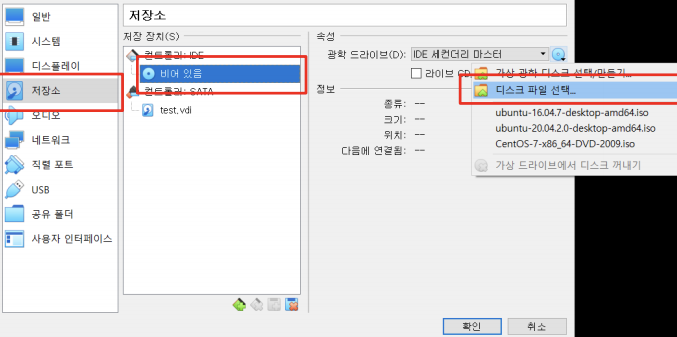 일반
시스템
디스플레이
저장소
오디오
네트워크
직렬 포트
USB
공유 폴더
사용자 인터페이스
저장소
저장 장치(S)
컨트롤러: IDE
비어 있음
컨트롤러: SATA
test.vdi
속성
광학 드라이브(D): IDE 세컨더리 마스터
라이브 CD
정보
종류: --
크기: --
위치: --
다음에 연결됨: --
가상 광학 디스크 선택/만들기...
디스크 파일 선택...
ubuntu-16.04.7-desktop-amd64.iso
ubuntu-20.04.2.0-desktop-amd64.iso
CentOS-7-x86_64-DVD-2009.iso
가상 드라이브에서 디스크 꺼내기
확인
취소